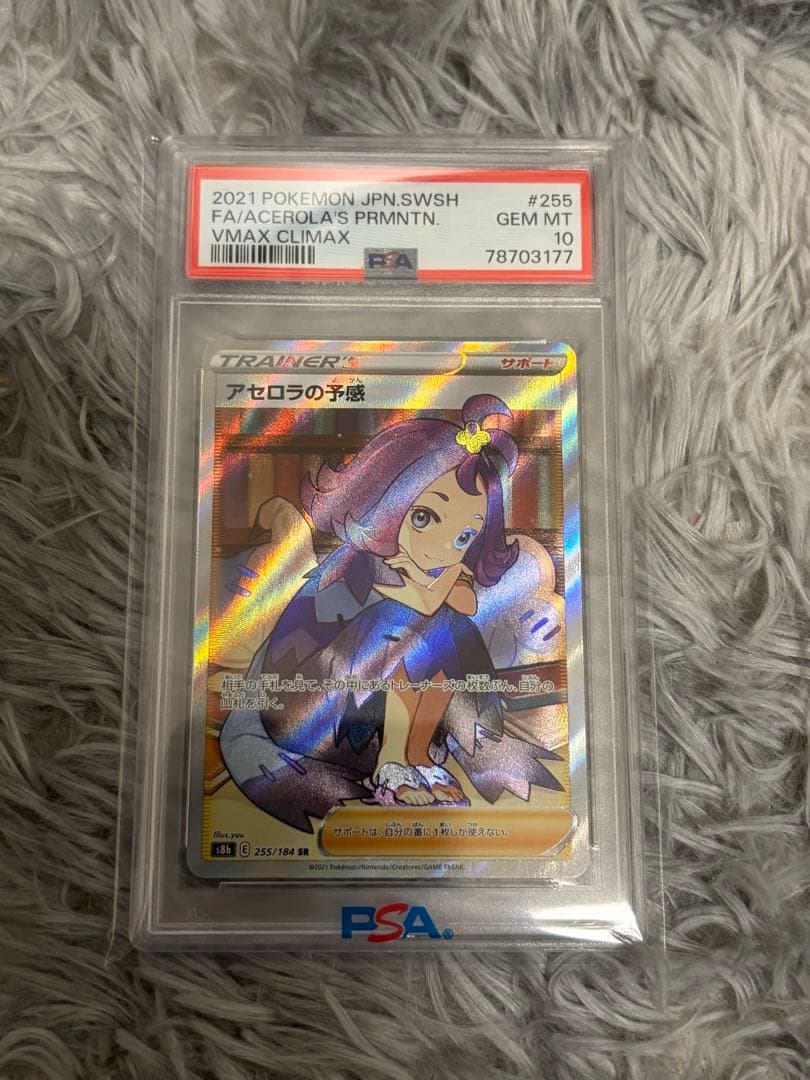 2021 POKEMON JPN.SWSH #255
FA/ACEROLA'S PRMNTN. GEM MT
VMAX CLIMAX 10
PSA 78703177
TRAINER'S サポート
アセロラの予感
相手の手札を見て、その中にあるトレーナーズの枚数ぶん、自分の
山札を引く。
サポートは、自分の番に1枚しか使えない。
Illus.yuu
s8b E 255/184 SR
©2021 Pokémon/Nintendo/Creatures/GAME FREAK
PSA®